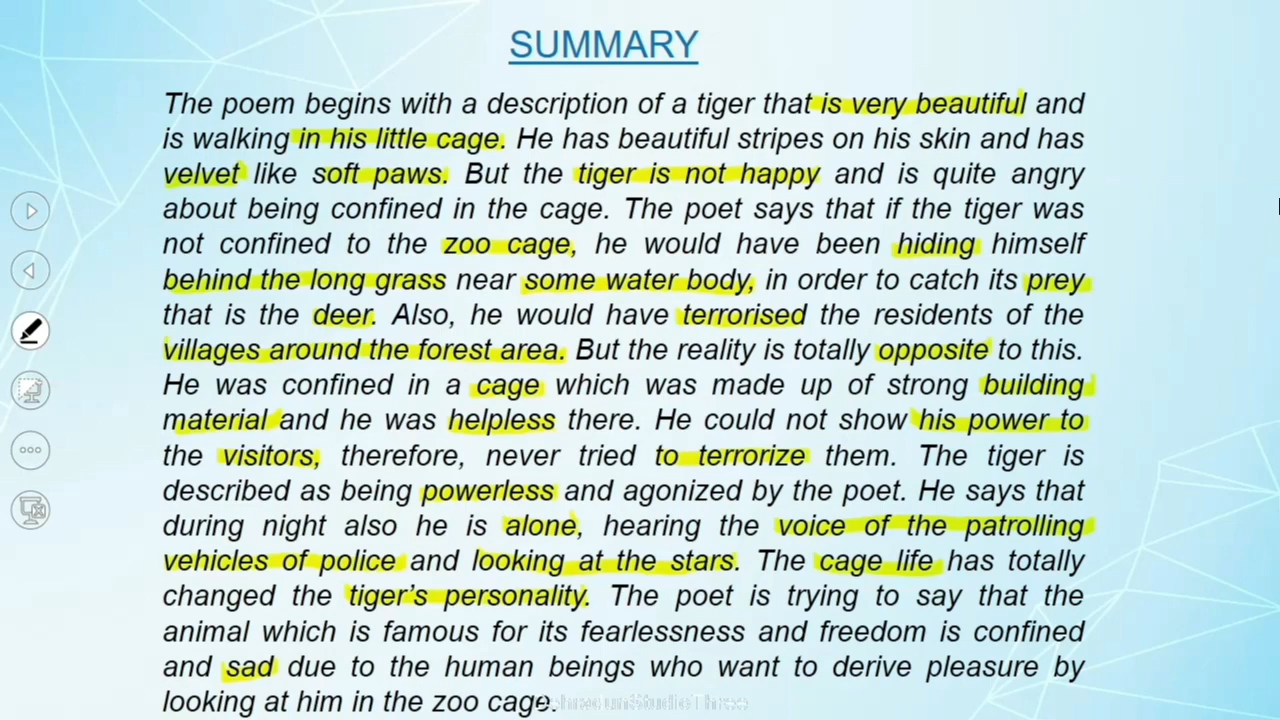 SUMMARY
The poem begins with a description of a tiger that is very beautiful and
is walking in his little cage. He has beautiful stripes on his skin and has
velvet like soft paws. But the tiger is not happy and is quite angry
about being confined in the cage. The poet says that if the tiger was
not confined to the zoo cage, he would have been hiding himself
behind the long grass near some water body, in order to catch its prey
that is the deer. Also, he would have terrorised the residents of the
villages around the forest area. But the reality is totally opposite to this.
He was confined in a cage which was made up of strong building
material and he was helpless there. He could not show his power to
the visitors, therefore, never tried to terrorize them. The tiger is
described as being powerless and agonized by the poet. He says that
during night also he is alone, hearing the voice of the patrolling
vehicles of police and looking at the stars. The cage life has totally
changed the tiger's personality. The poet is trying to say that the
animal which is famous for its fearlessness and freedom is confined
and sad due to the human beings who want to derive pleasure by
looking at him in the zoo cage.